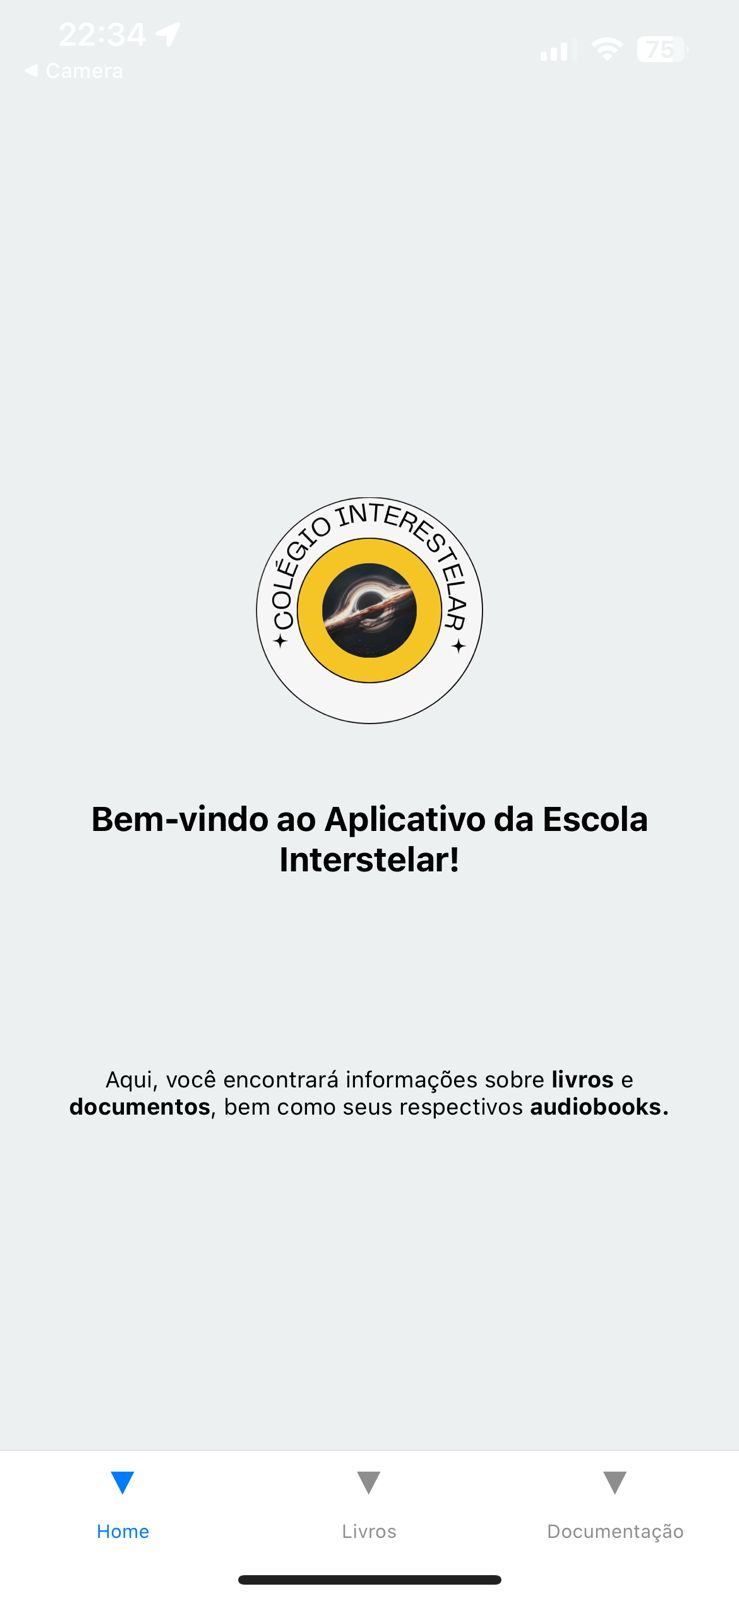 22:34
75
Camera
COLÉGIO INTERESTELAR
Bem-vindo ao Aplicativo da Escola
Interstelar!
Aqui, você encontrará informações sobre livros e
documentos, bem como seus respectivos audiobooks.
Home
Livros
Documentação